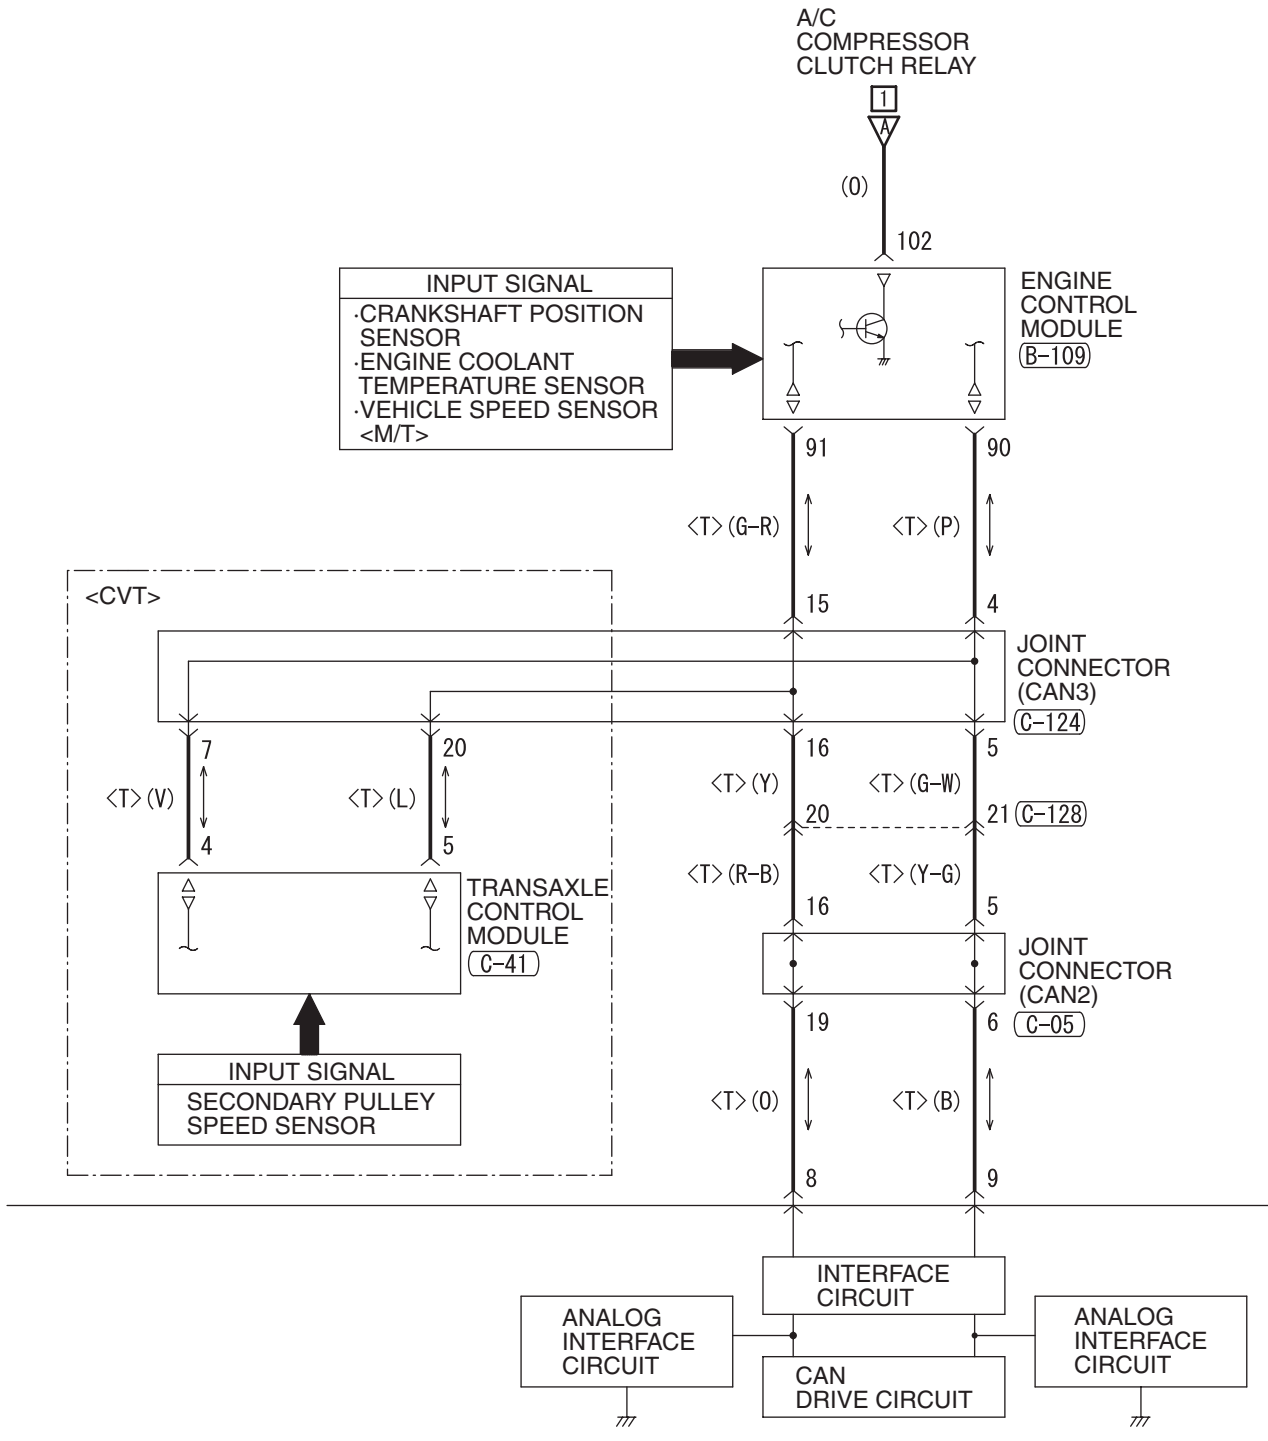 A/C
COMPRESSOR
CLUTCH RELAY
1
A
(O)
102
INPUT SIGNAL
·CRANKSHAFT POSITION
SENSOR
·ENGINE COOLANT
TEMPERATURE SENSOR
·VEHICLE SPEED SENSOR
<M/T>
ENGINE
CONTROL
MODULE
B-109
91
90
<T>(G-R)
<T>(P)
15
4
<CVT>
JOINT
CONNECTOR
(CAN3)
C-124
7
20
16
5
<T>(V)
<T>(L)
<T>(Y)
<T>(G-W)
20
21
C-128
4
5
<T>(R-B)
<T>(Y-G)
16
5
TRANSAXLE
CONTROL
MODULE
C-41
JOINT
CONNECTOR
(CAN2)
C-05
19
6
INPUT SIGNAL
SECONDARY PULLEY
SPEED SENSOR
<T>(O)
<T>(B)
8
9
INTERFACE
CIRCUIT
ANALOG
INTERFACE
CIRCUIT
ANALOG
INTERFACE
CIRCUIT
CAN
DRIVE CIRCUIT